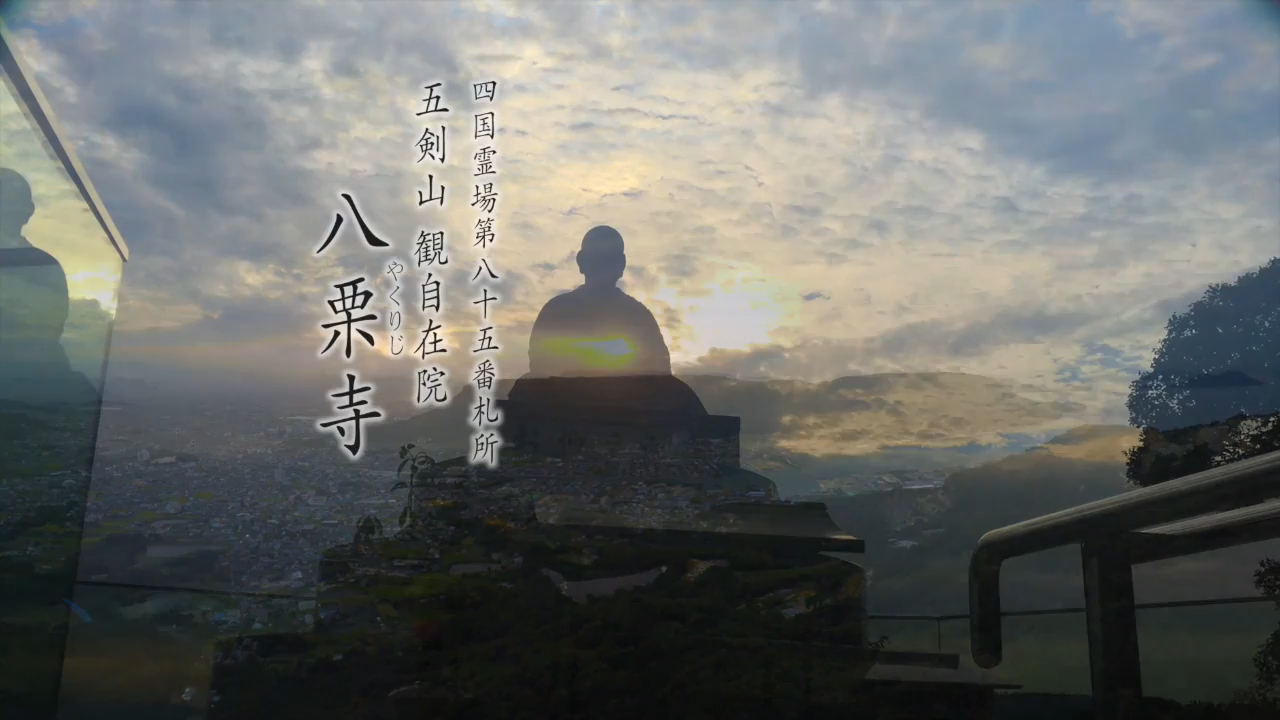 四国霊場第八十五番札所
五剣山 観自在院
八栗寺
やくりじ